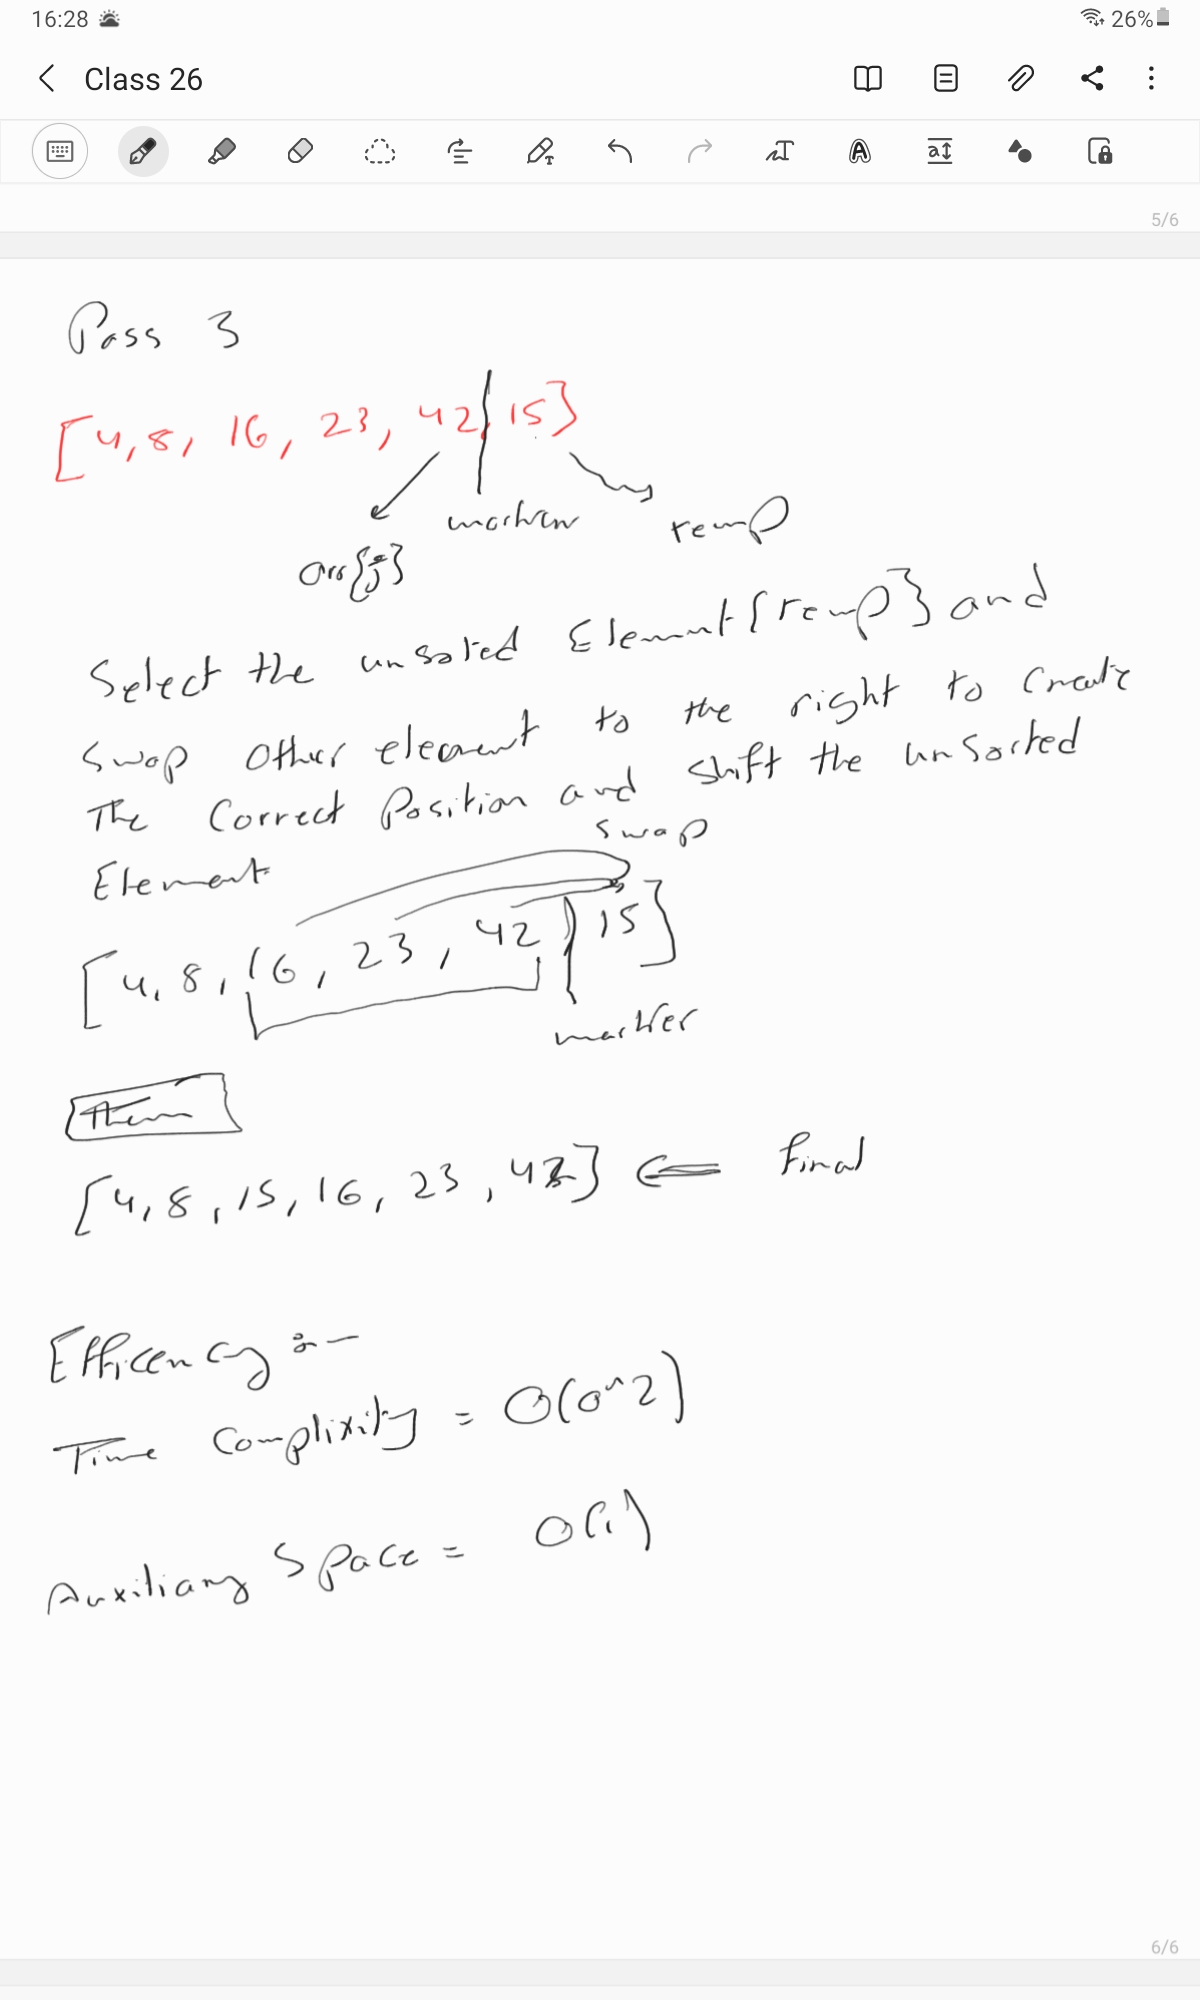 16:28 26%
Class 26
5/6
Pass 3
[4, 8, 16, 23, 42, 15]
arr[j] marker temp
Select the unsoted Element [temp] and
swap other element to the right to create
The Correct Position and shift the unsorted
Element
swap
[4, 8, 16, 23, 42 | 15]
marker
Then
[4, 8, 15, 16, 23, 42] ⇐ final
Efficency :-
Time Complixity = O(0^2)
Auxiliary Space = O(1)
6/6